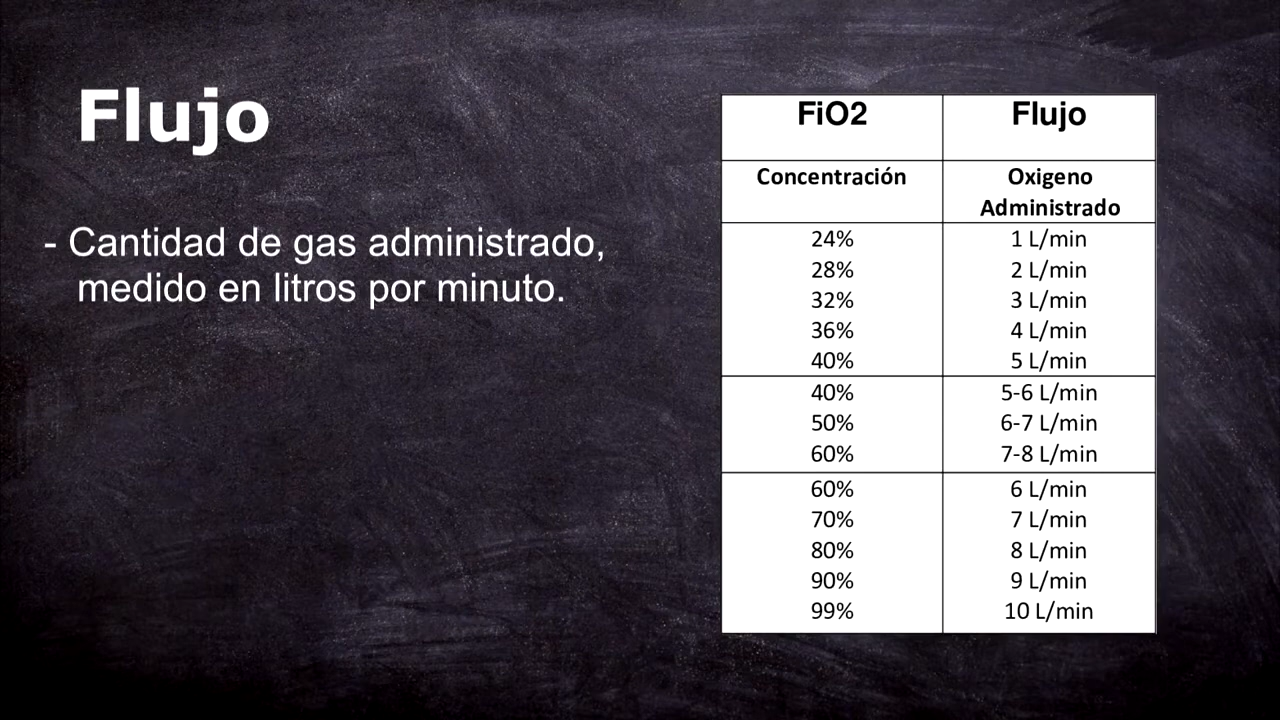 Flujo
- Cantidad de gas administrado,
medido en litros por minuto.
FiO2 Flujo
Concentración Oxigeno
Administrado
24% 1 L/min
28% 2 L/min
32% 3 L/min
36% 4 L/min
40% 5 L/min
40% 5-6 L/min
50% 6-7 L/min
60% 7-8 L/min
60% 6 L/min
70% 7 L/min
80% 8 L/min
90% 9 L/min
99% 10 L/min